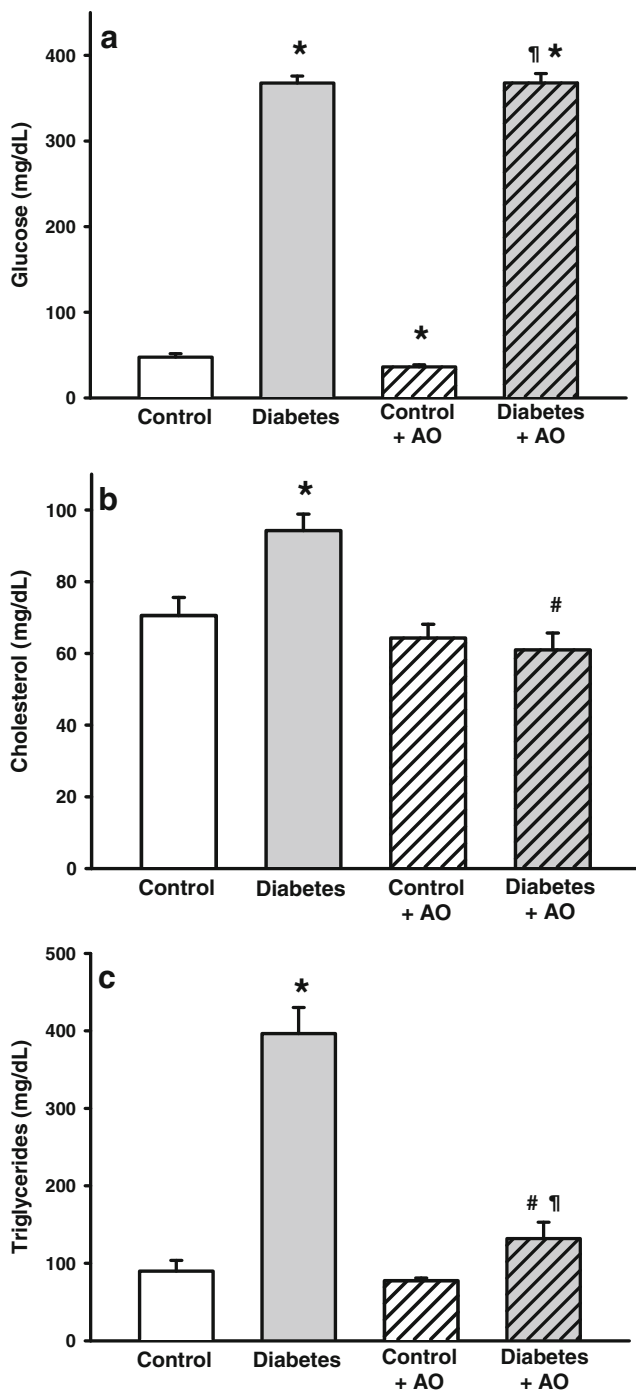 a
Glucose (mg/dL)
400
300
200
100
0
*
*
¶ *
Control
Diabetes
Control
+ AO
Diabetes
+ AO
b
Cholesterol (mg/dL)
100
80
60
40
20
0
*
#
Control
Diabetes
Control
+ AO
Diabetes
+ AO
c
Triglycerides (mg/dL)
500
400
300
200
100
0
*
# ¶
Control
Diabetes
Control
+ AO
Diabetes
+ AO